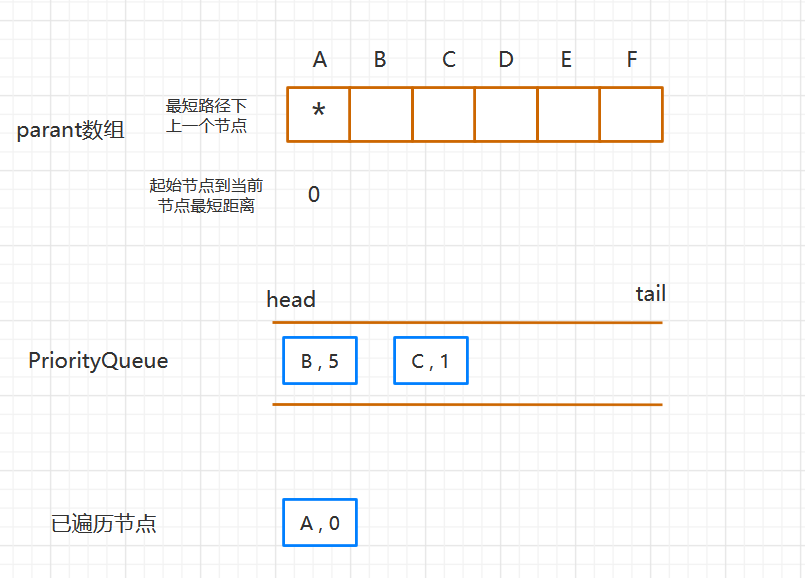 A B C D E F
最短路径下
上一个节点
parant数组
*
起始节点到当前
节点最短距离
0
head
tail
PriorityQueue
B , 5
C , 1
已遍历节点
A , 0